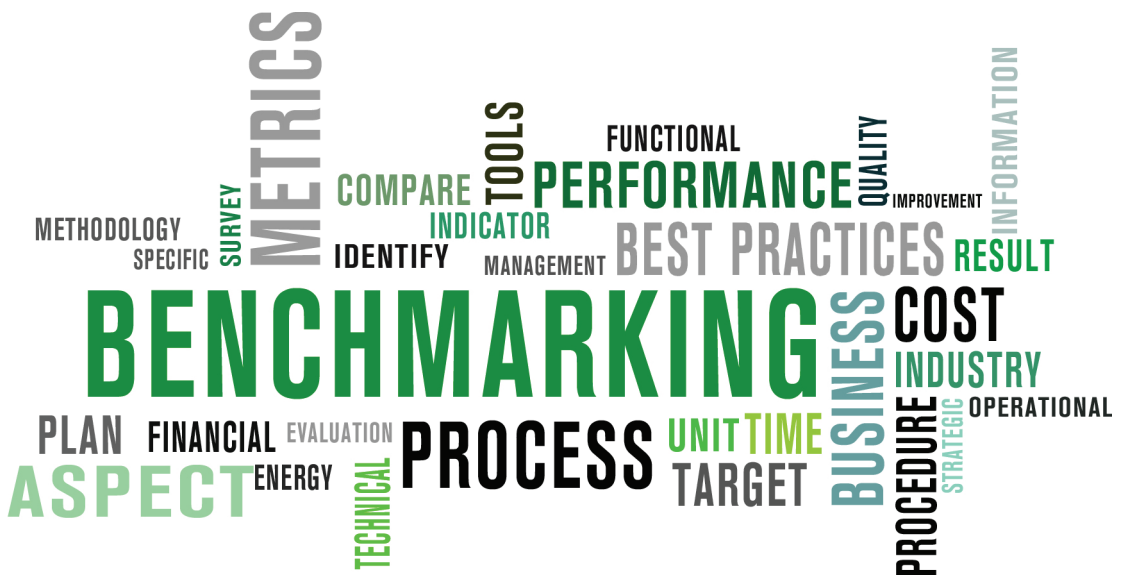 METRICS
INFORMATION
TOOLS
FUNCTIONAL
QUALITY
COMPARE
PERFORMANCE
IMPROVEMENT
SURVEY
METHODOLOGY
INDICATOR
BEST PRACTICES
RESULT
SPECIFIC
IDENTIFY
MANAGEMENT
BENCHMARKING
BUSINESS
COST
INDUSTRY
PROCEDURE
STRATEGIC
OPERATIONAL
PLAN
FINANCIAL
EVALUATION
PROCESS
UNIT
TIME
ASPECT
ENERGY
TECHNICAL
TARGET